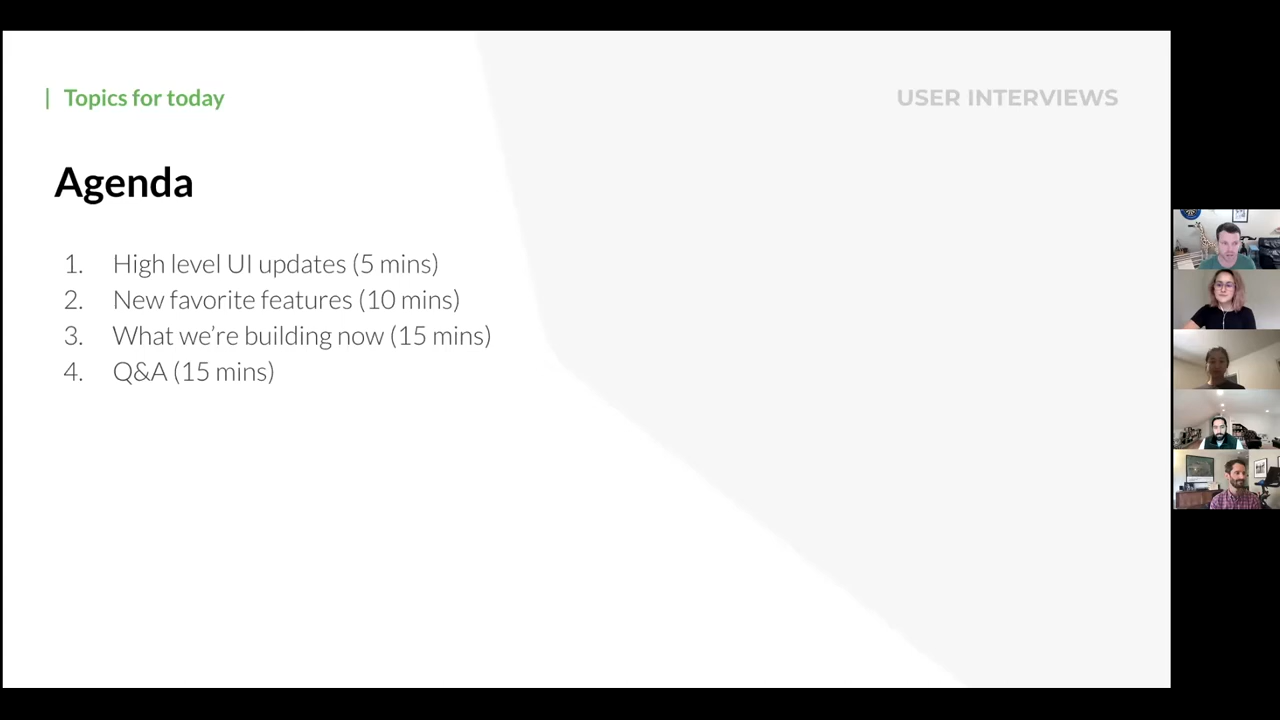 | Topics for today
USER INTERVIEWS
Agenda
1. High level UI updates (5 mins)
2. New favorite features (10 mins)
3. What we’re building now (15 mins)
4. Q&A (15 mins)